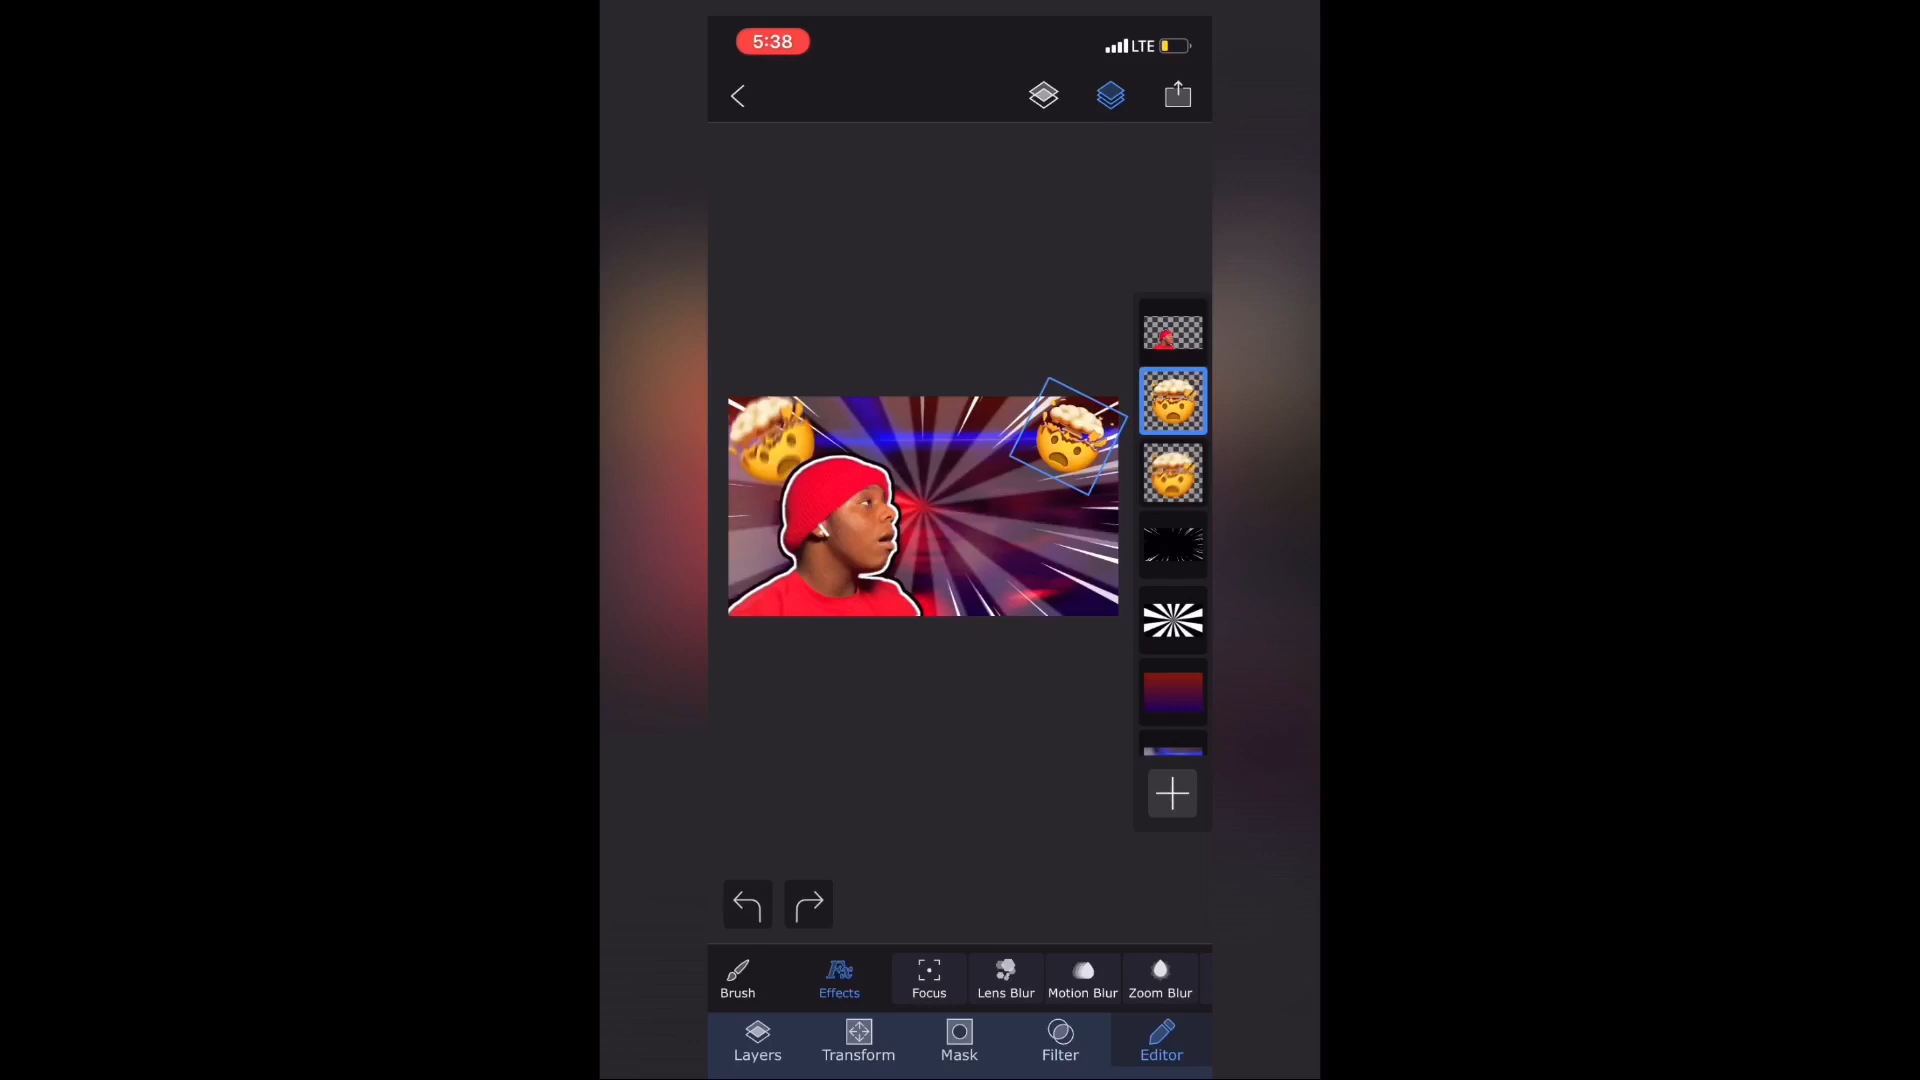 5:38
LTE
Brush
Effects
Focus
Lens Blur
Motion Blur
Zoom Blur
Layers
Transform
Mask
Filter
Editor